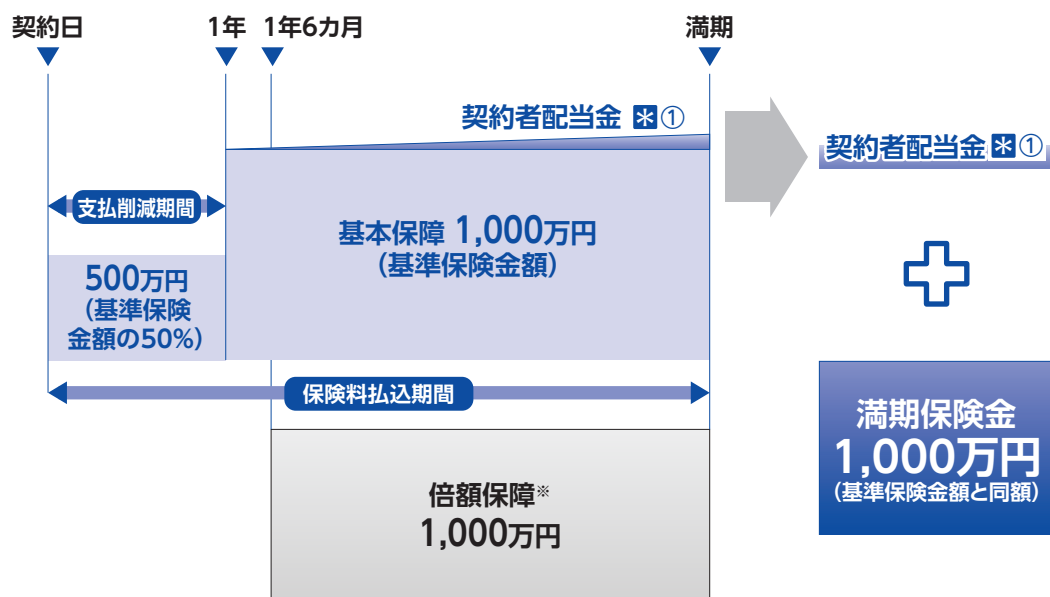 契約日
1年
1年6カ月
満期
契約者配当金 *①
支払削減期間
基本保障 1,000万円
(基準保険金額)
500万円
(基準保険
金額の50%)
保険料払込期間
倍額保障※
1,000万円
契約者配当金*①
満期保険金
1,000万円
(基準保険金額と同額)